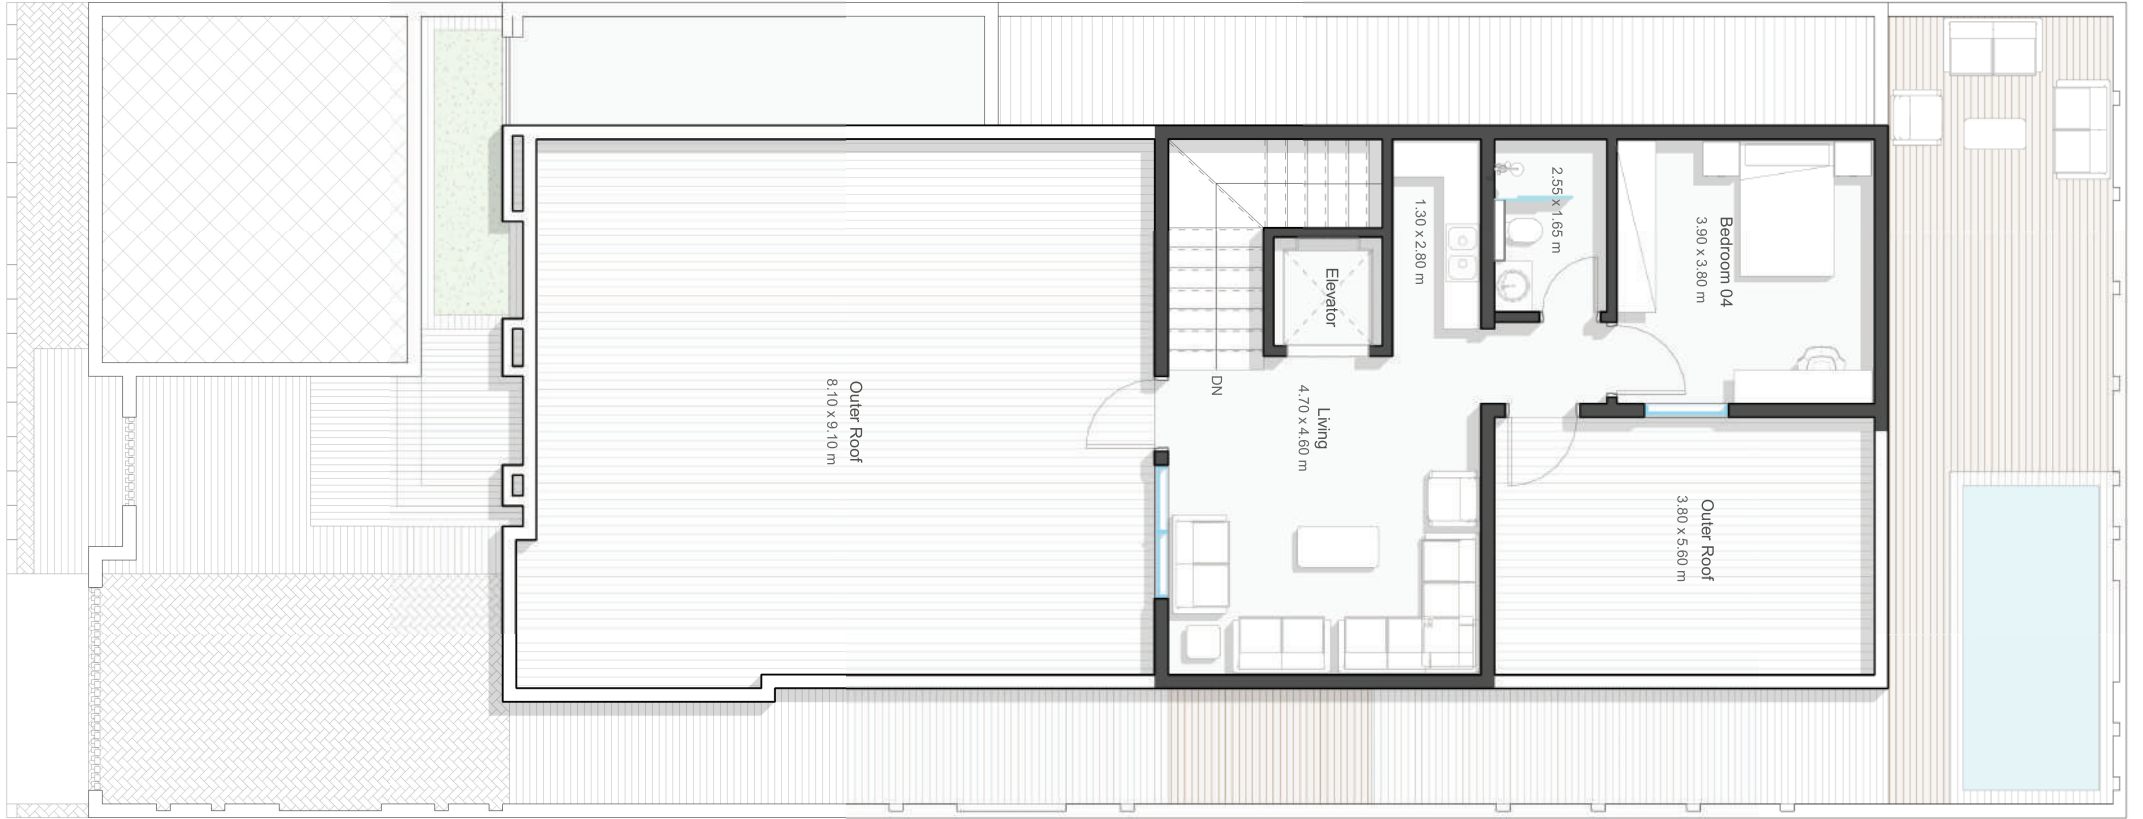 Outer Roof
8.10 x 9.10 m
DN
Elevator
Living
4.70 x 4.60 m
1.30 x 2.80 m
2.55 x 1.65 m
Bedroom 04
3.90 x 3.80 m
Outer Roof
3.80 x 5.60 m